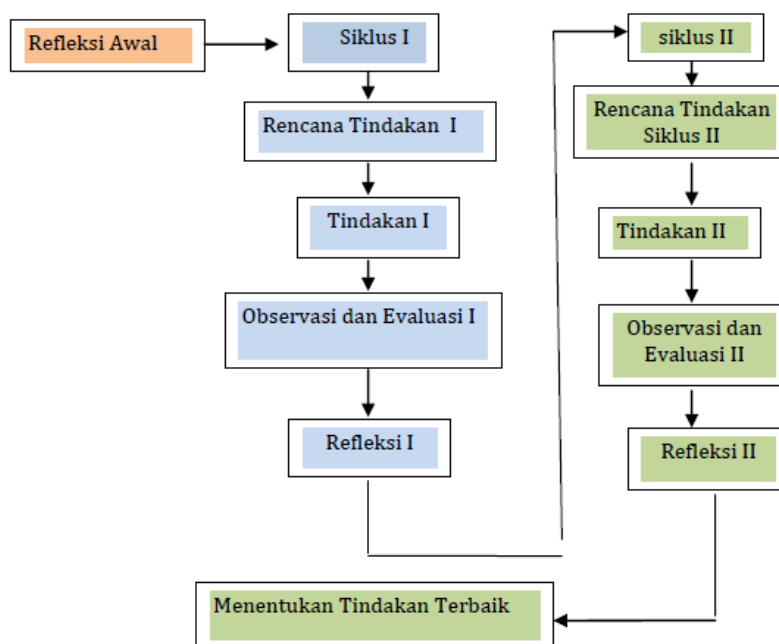 Refleksi Awal
Siklus I
Rencana Tindakan I
Tindakan I
Observasi dan Evaluasi I
Refleksi I
siklus II
Rencana Tindakan
Siklus II
Tindakan II
Observasi dan
Evaluasi II
Refleksi II
Menentukan Tindakan Terbaik